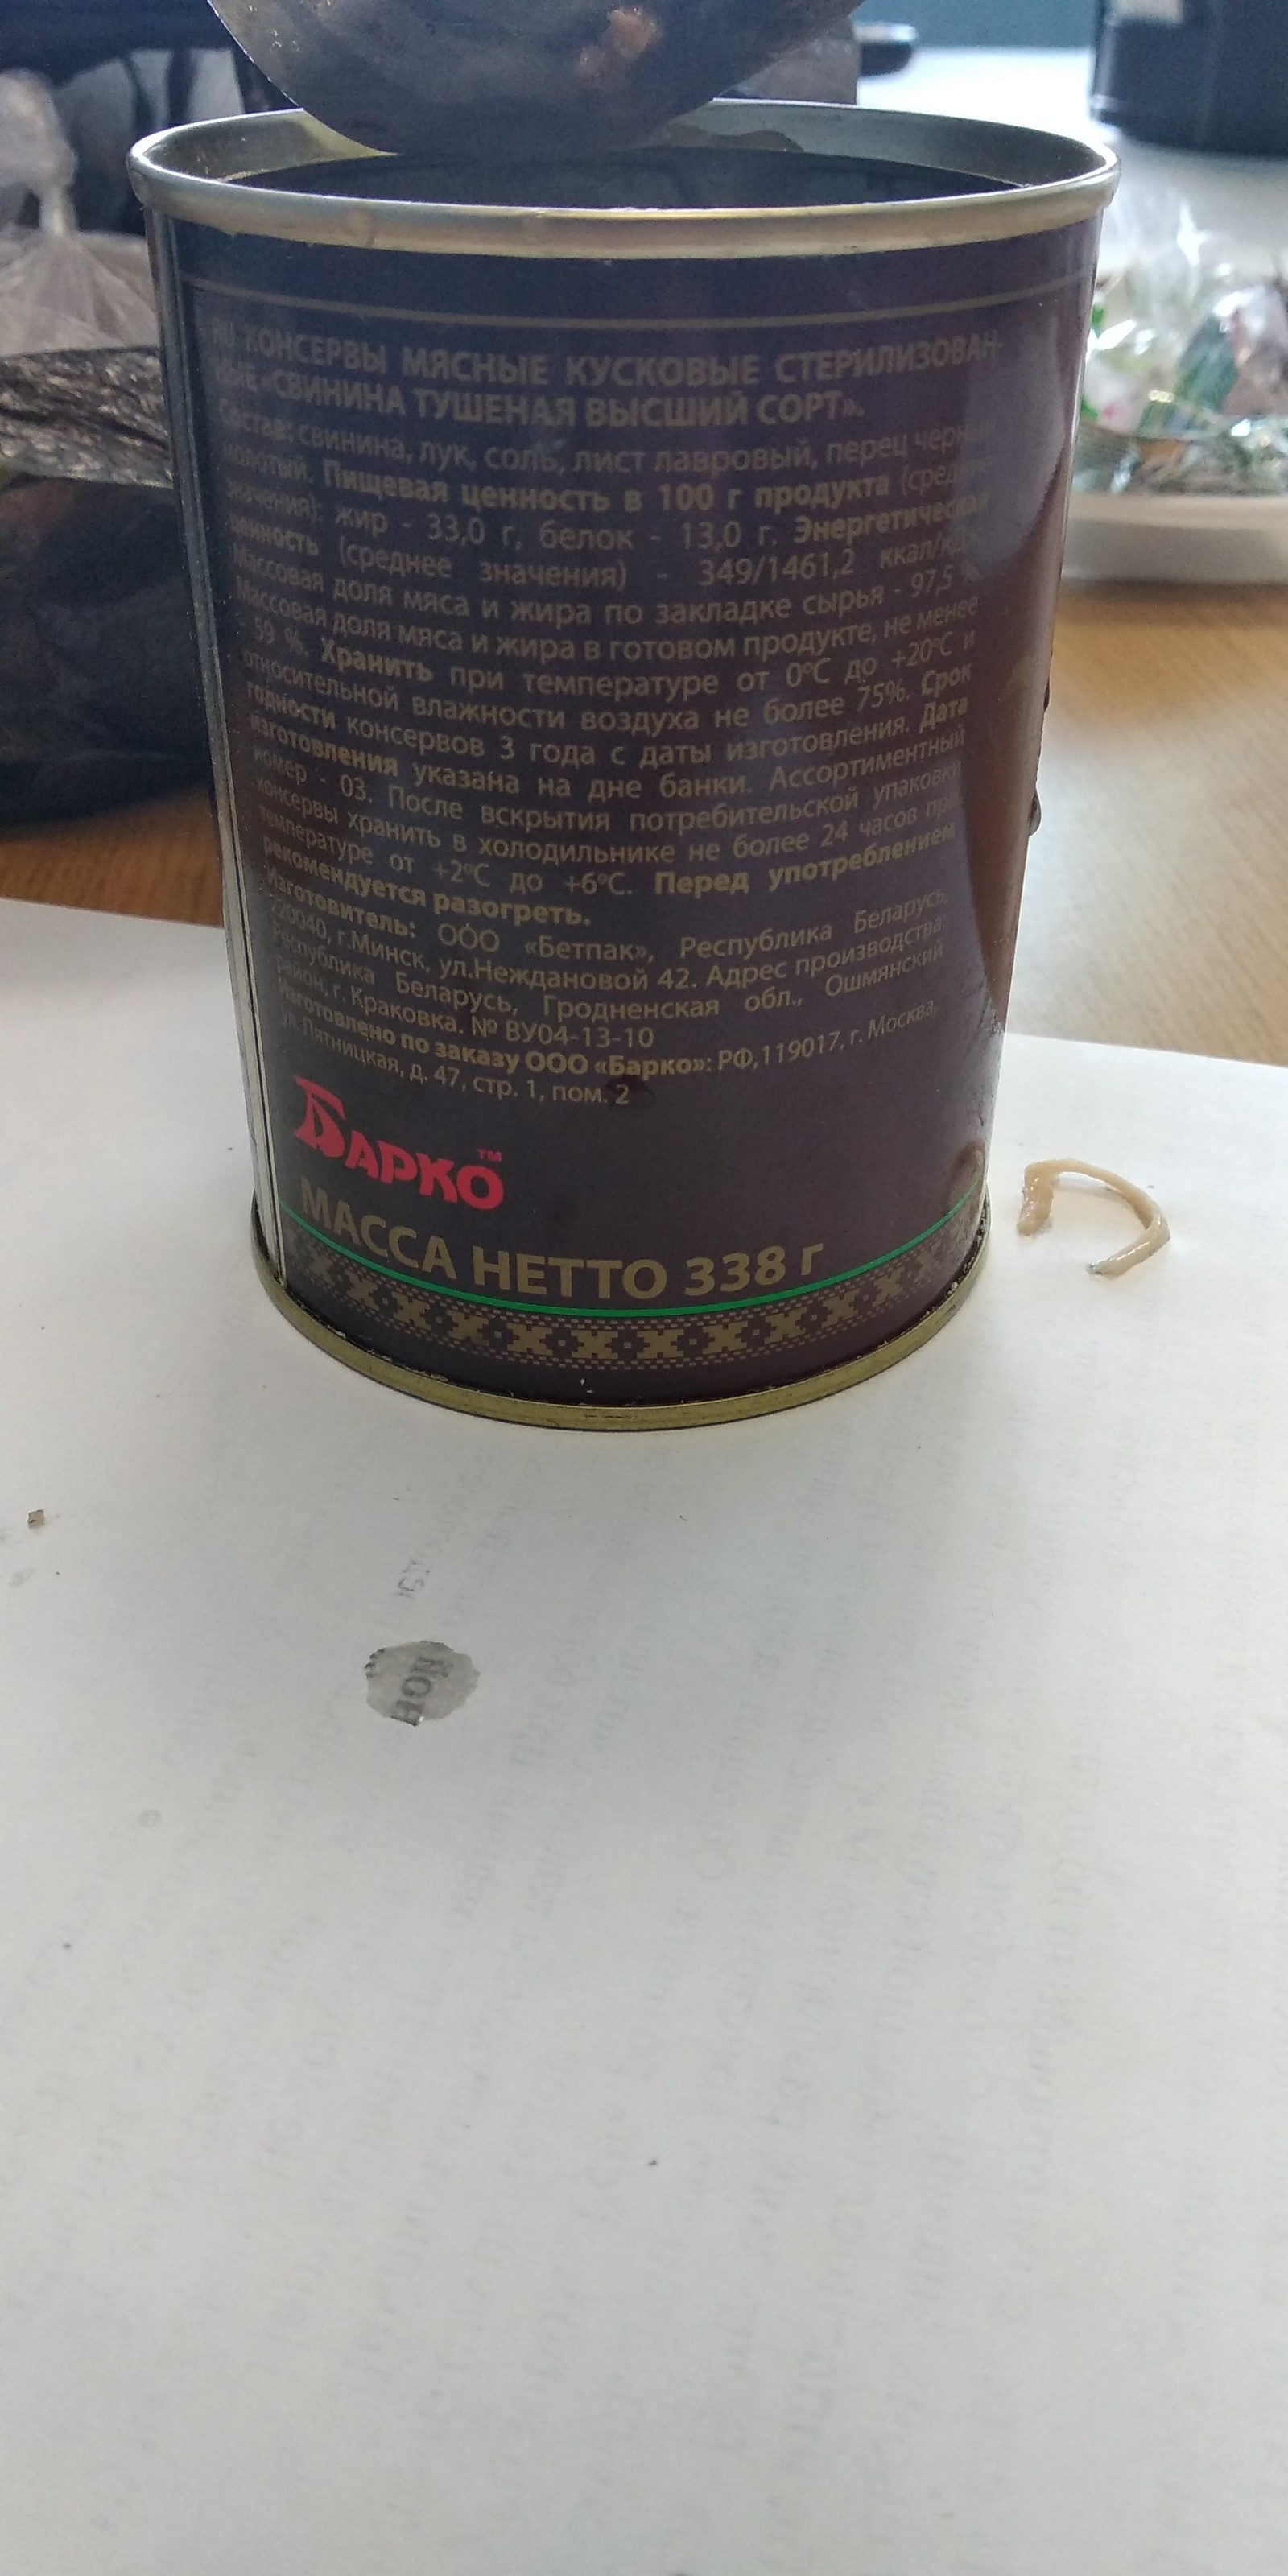 КОНСЕРВЫ МЯСНЫЕ КУСКОВЫЕ СТЕРИЛИЗОВАН-
НЫЕ «СВИНИНА ТУШЕНАЯ ВЫСШИЙ СОРТ».
Состав: свинина, лук, соль, лист лавровый, перец черный
молотый. Пищевая ценность в 100 г продукта (средние
значения): жир - 33,0 г, белок - 13,0 г. Энергетическая
ценность (среднее значения) - 349/1461,2 ккал/кДж.
Массовая доля мяса и жира по закладке сырья - 97,5 %.
Массовая доля мяса и жира в готовом продукте, не менее
- 59 %. Хранить при температуре от 0°С до +20°С и
относительной влажности воздуха не более 75%. Срок
годности консервов 3 года с даты изготовления. Дата
изготовления указана на дне банки. Ассортиментный
номер - 03. После вскрытия потребительской упаковки
консервы хранить в холодильнике не более 24 часов при
температуре от +2°С до +6°С. Перед употреблением
рекомендуется разогреть.
Изготовитель: ООО «Бетпак», Республика Беларусь,
220040, г.Минск, ул.Неждановой 42. Адрес производства:
Республика Беларусь, Гродненская обл., Ошмянский
район, г. Краковка. № BY04-13-10
Изготовлено по заказу ООО «Барко»: РФ,119017, г. Москва,
ул.Пятницкая, д. 47, стр. 1, пом. 2
БАРКО™
МАССА НЕТТО 338 г